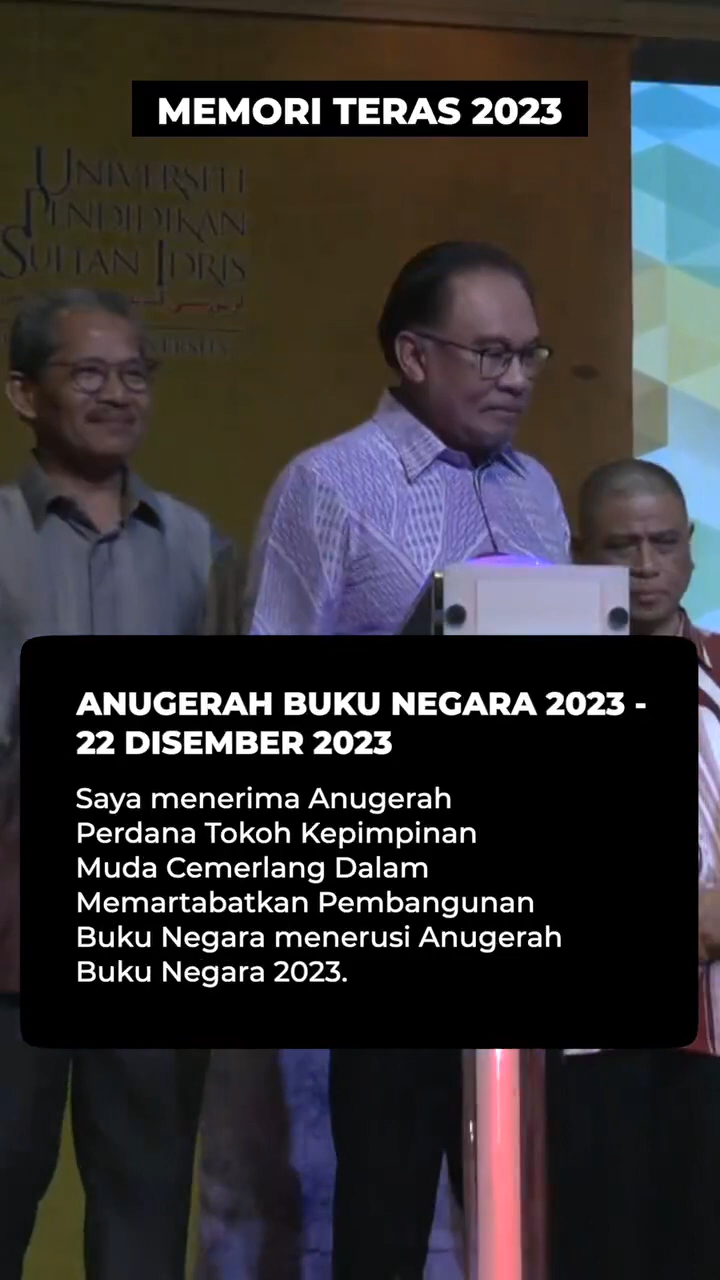 MEMORI TERAS 2023
UNIVERSITI
PENDIDIKAN
SULTAN IDRIS
ANUGERAH BUKU NEGARA 2023 -
22 DISEMBER 2023
Saya menerima Anugerah
Perdana Tokoh Kepimpinan
Muda Cemerlang Dalam
Memartabatkan Pembangunan
Buku Negara menerusi Anugerah
Buku Negara 2023.